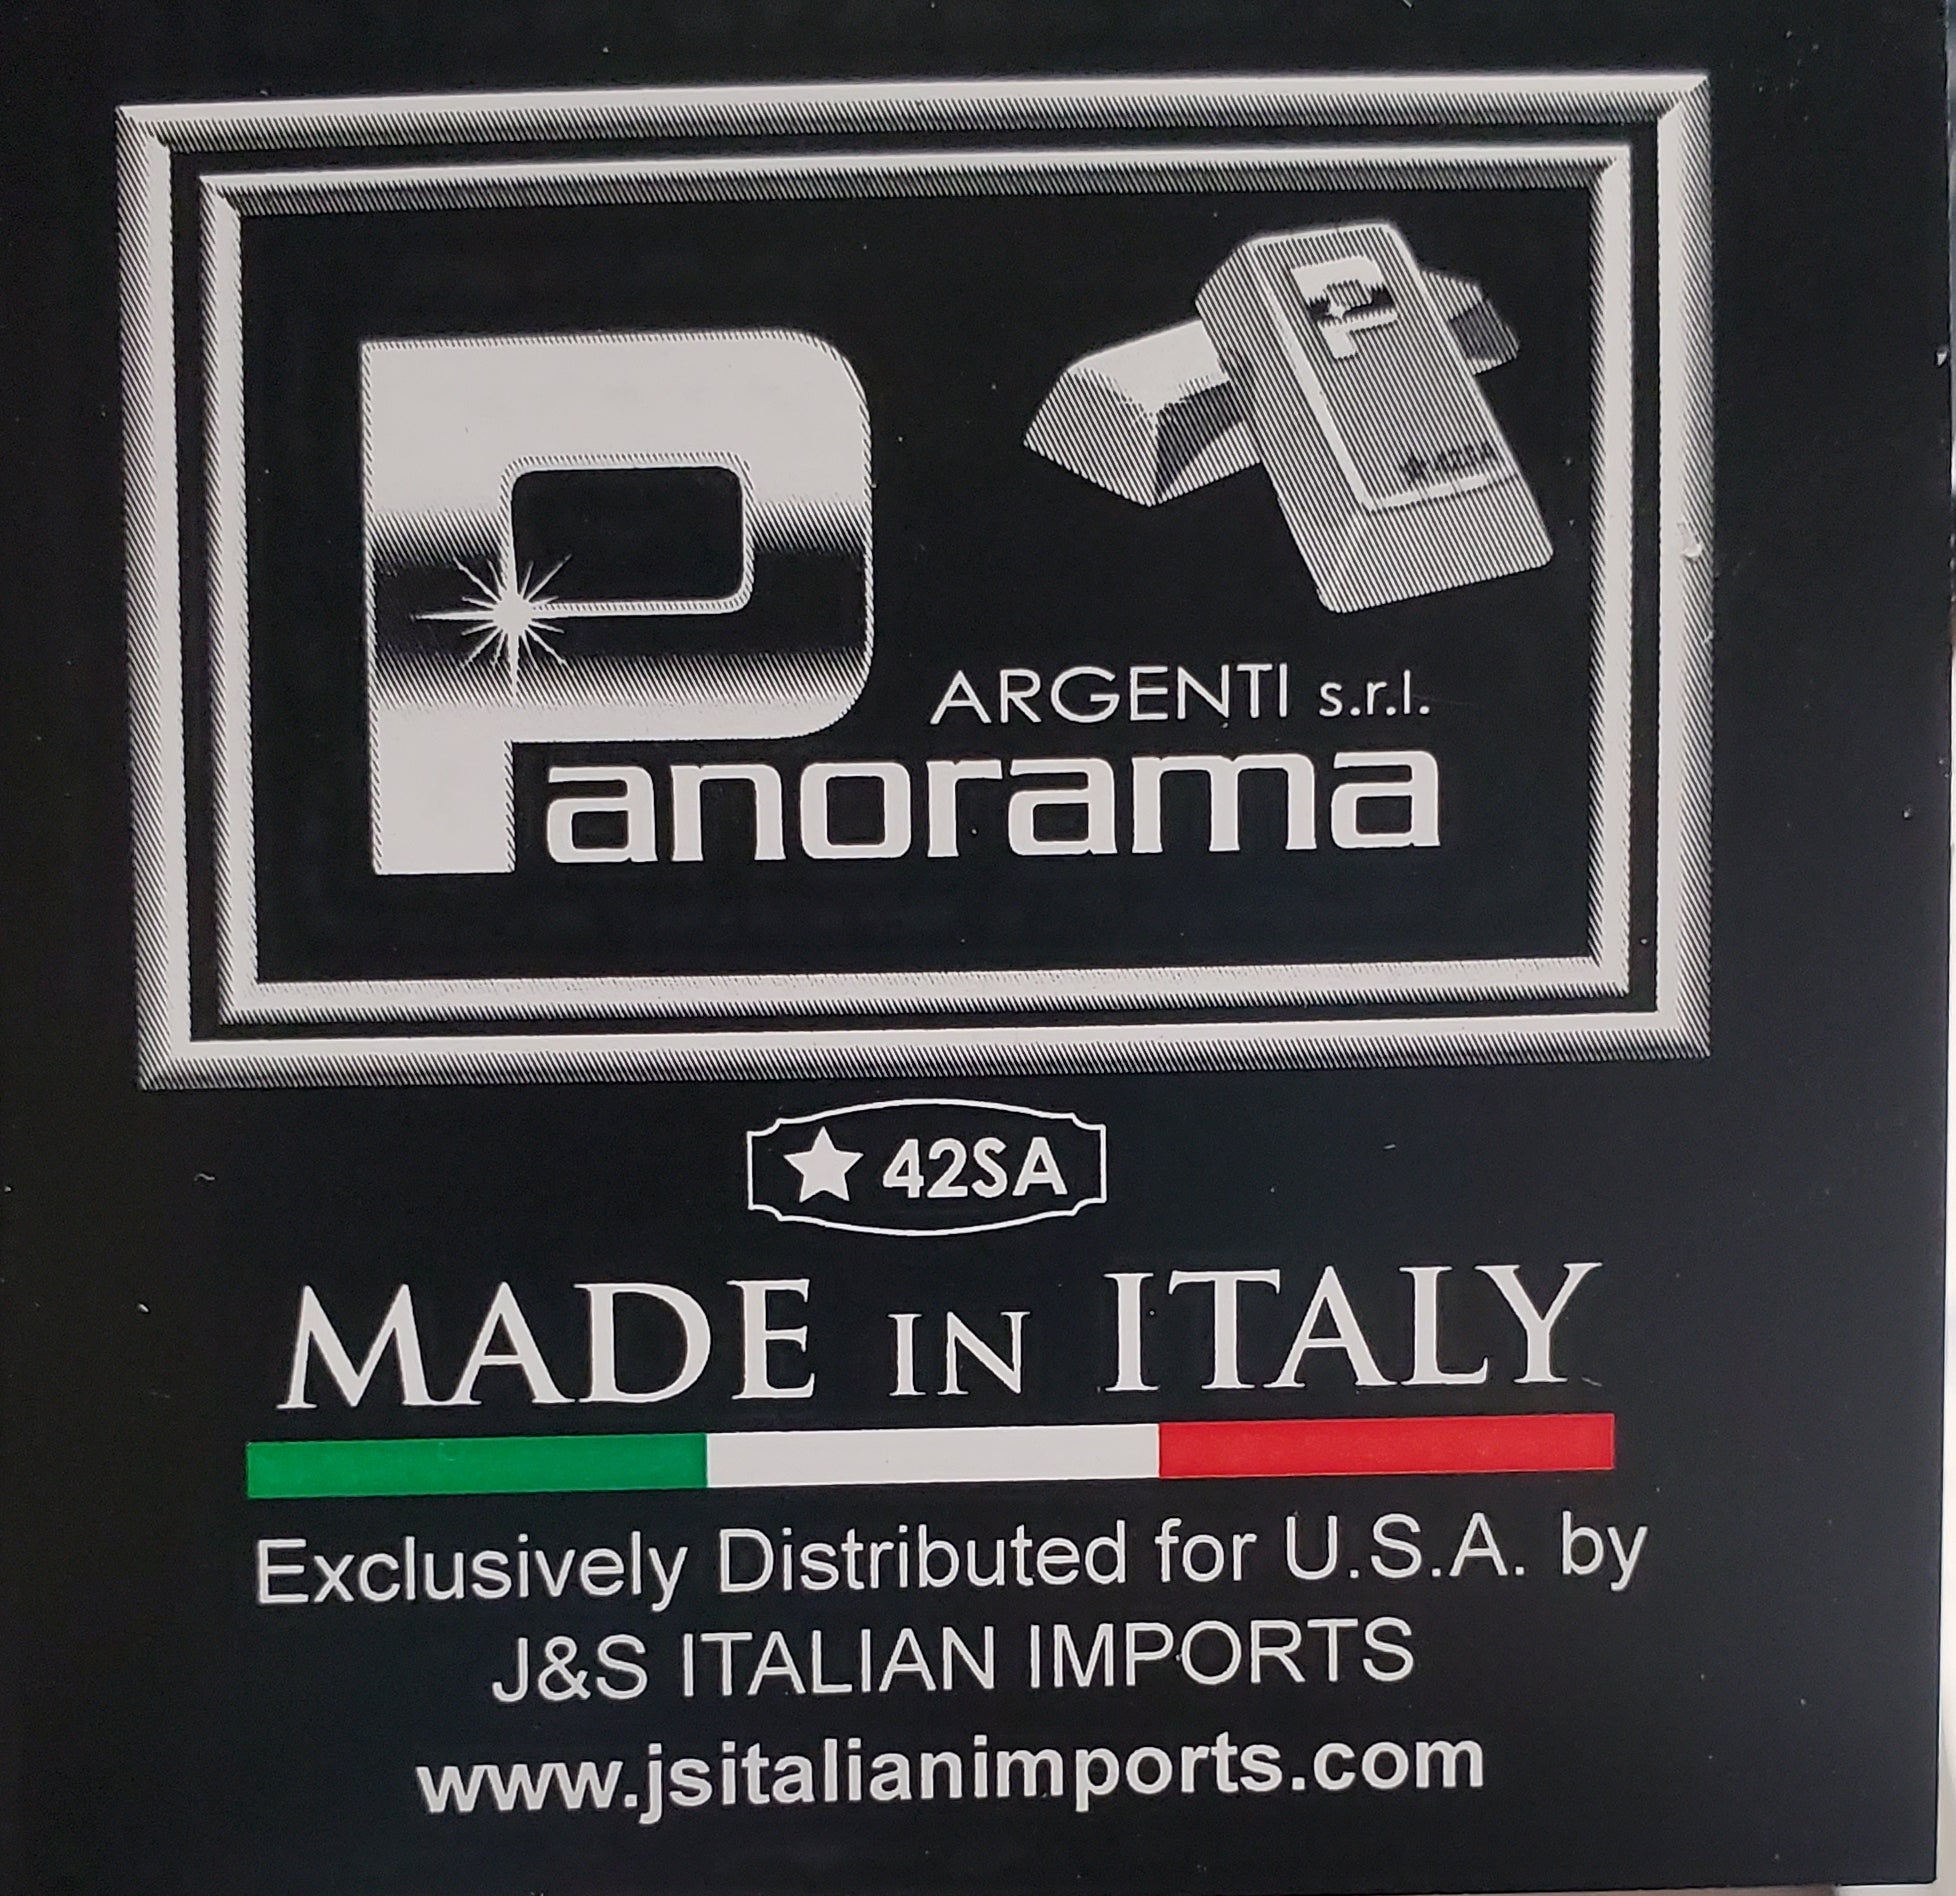 ARGENTI s.r.l.
Panorama
★ 42SA
MADE IN ITALY
Exclusively Distributed for U.S.A. by
J&S ITALIAN IMPORTS
www.jsitalianimports.com